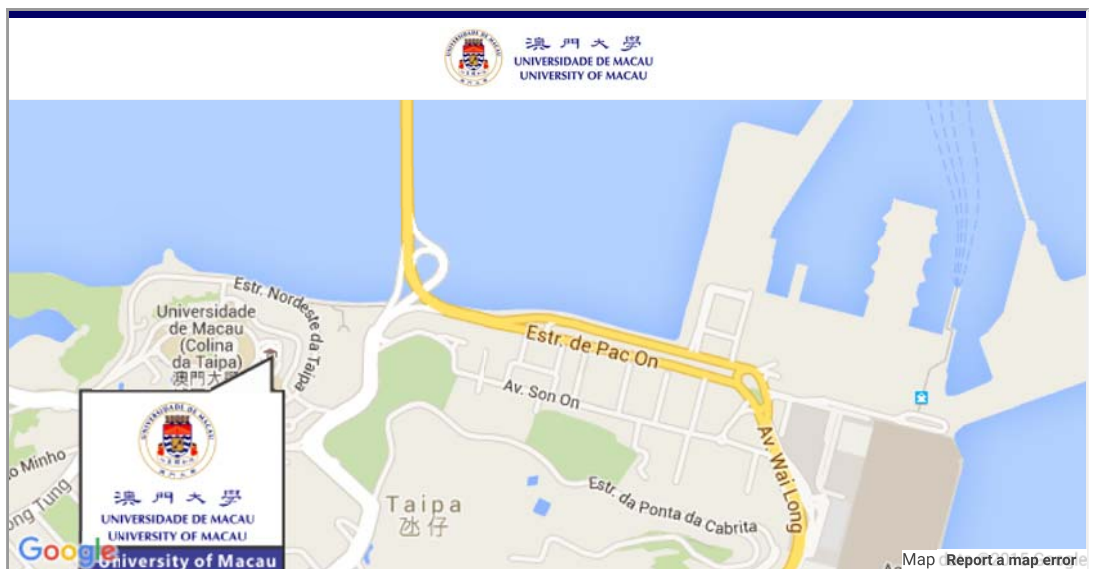 澳門大學
UNIVERSIDADE DE MACAU
UNIVERSITY OF MACAU
Estr. Nordeste da Taipa
Universidade
de Macau
(Colina
da Taipa)
澳門大
Estr. de Pac On
Av. Son On
Av. Wai Long
o Minho
ong Tung
澳門大學
UNIVERSIDADE DE MACAU
UNIVERSITY OF MACAU
University of Macau
Taipa
氹仔
Estr. da Ponta da Cabrita
Google
Map
Report a map error